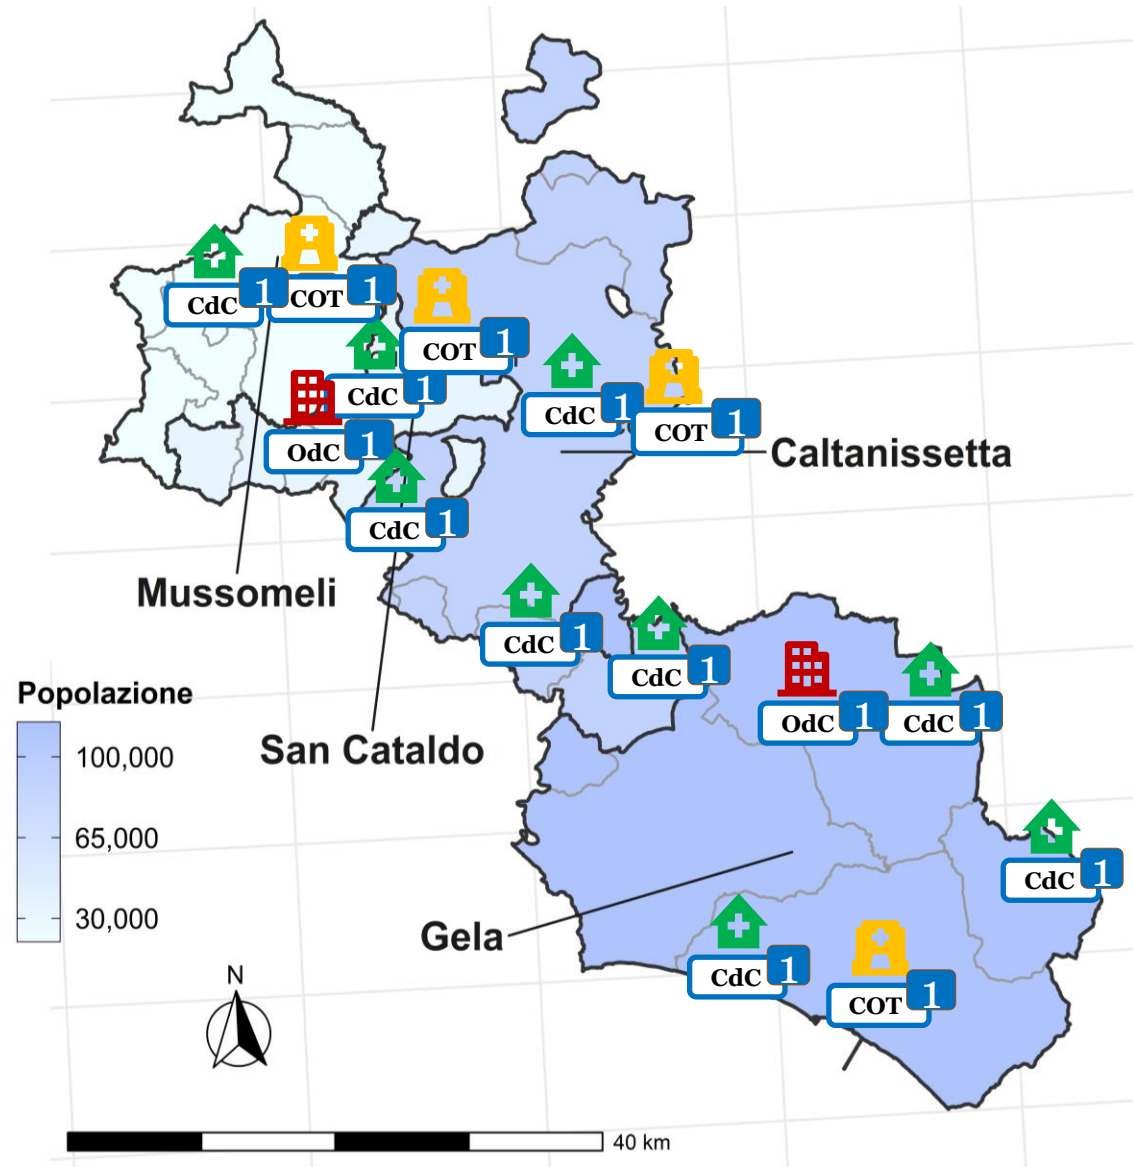 CdC 1
COT 1
COT 1
CdC 1
CdC 1
COT 1
OdC 1
Caltanissetta
CdC 1
Mussomeli
CdC 1
CdC 1
OdC 1
CdC 1
Popolazione
San Cataldo
100,000
65,000
30,000
CdC 1
Gela
CdC 1
COT 1
N
40 km